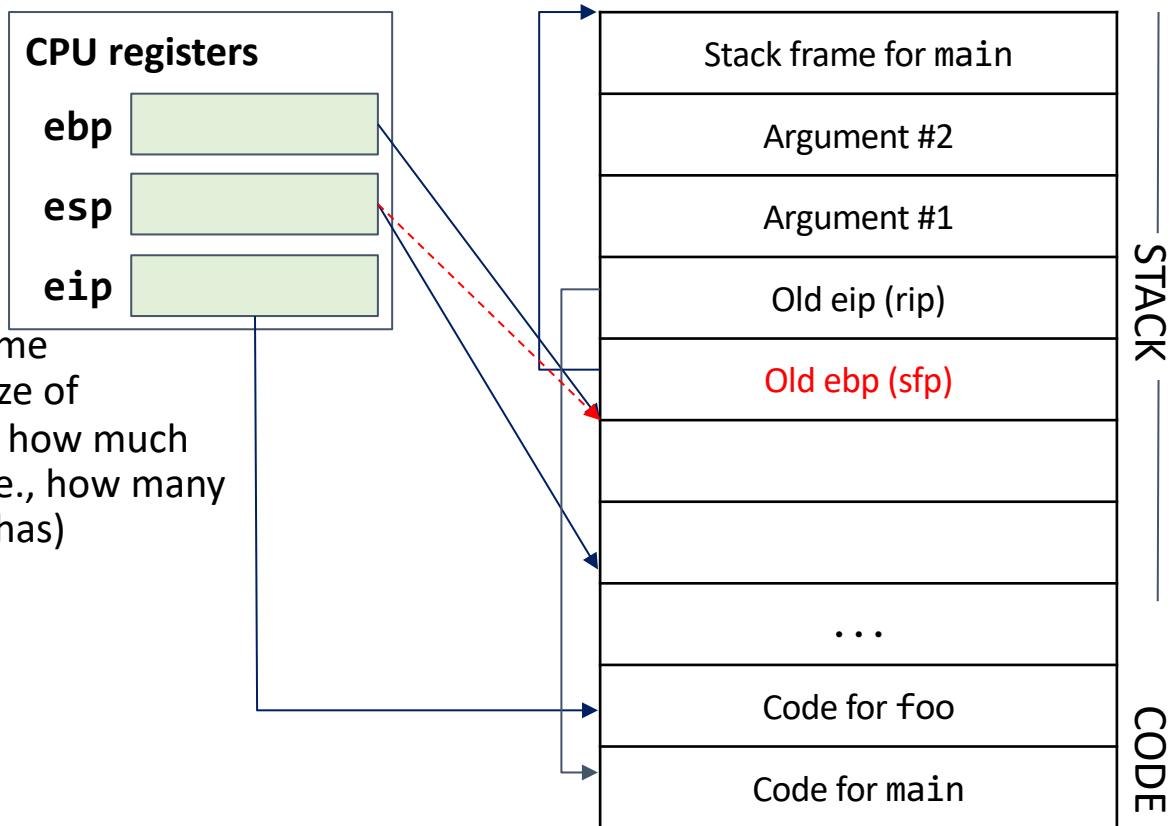 CPU registers
ebp
esp
eip
me
ze of
how much
e., how many
has)
Stack frame for main
Argument #2
Argument #1
Old eip (rip)
Old ebp (sfp)
...
Code for foo
Code for main
STACK
CODE